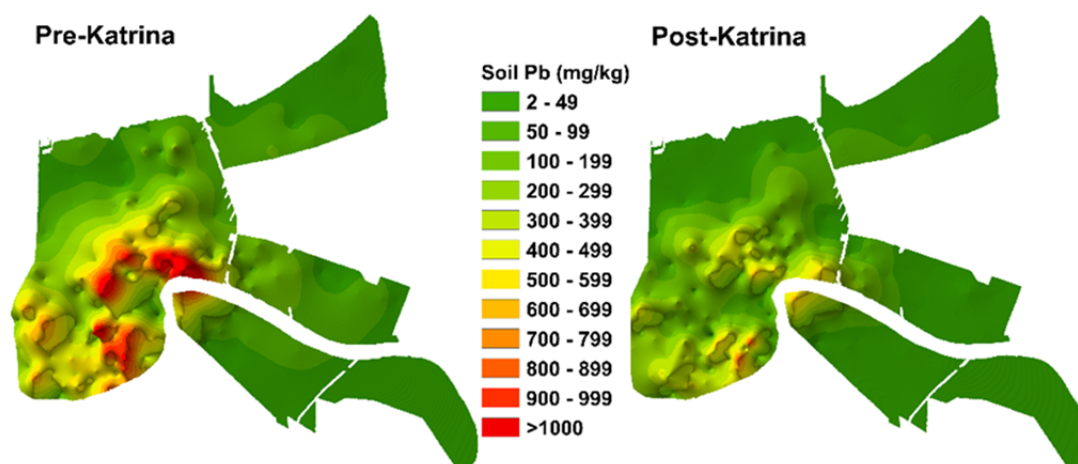 Pre-Katrina
Post-Katrina
Soil Pb (mg/kg)
2 - 49
50 - 99
100 - 199
200 - 299
300 - 399
400 - 499
500 - 599
600 - 699
700 - 799
800 - 899
900 - 999
>1000